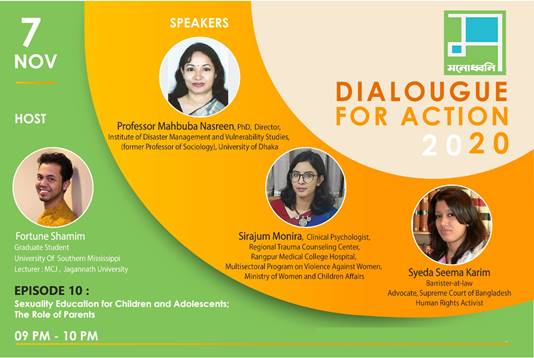 7
NOV
SPEAKERS
মনোধ্বনি
DIALOUGUE
FOR ACTION
2020
HOST
Professor Mahbuba Nasreen, PhD, Director,
Institute of Disaster Management and Vulnerability Studies,
(former Professor of Sociology), University of Dhaka
Fortune Shamim
Graduate Student
University Of Southern Mississippi
Lecturer : MCJ , Jagannath University
Sirajum Monira, Clinical Psychologist,
Regional Trauma Counseling Center,
Rangpur Medical College Hospital,
Multisectoral Program on Violence Against Women,
Ministry of Women and Children Affairs
Syeda Seema Karim
Barrister-at-law
Advocate, Supreme Court of Bangladesh
Human Rights Activist
EPISODE 10 :
Sexuality Education for Children and Adolescents;
The Role of Parents
09 PM - 10 PM